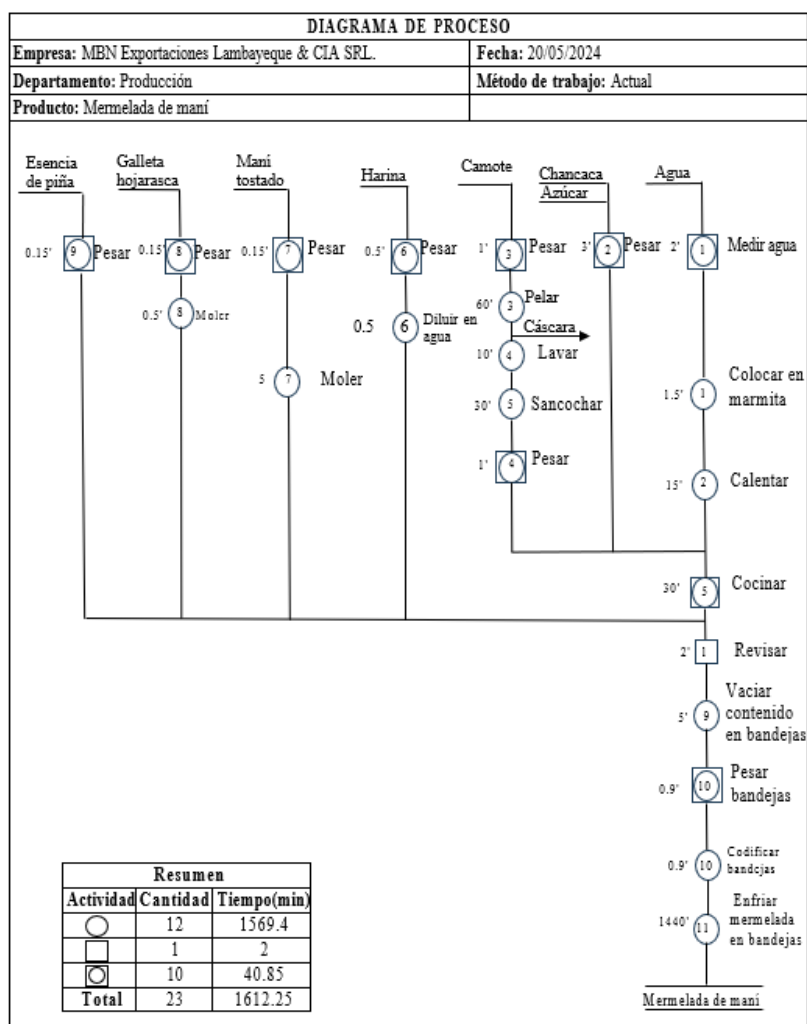 DIAGRAMA DE PROCESO
Empresa: MBN Exportaciones Lambayeque & CIA SRL.
Fecha: 20/05/2024
Departamento: Producción
Método de trabajo: Actual
Producto: Mermelada de maní
Esencia
de piña
Galleta
hojarasca
Maní
tostado
Harina
Camote
Chancaca
Azúcar
Agua
0.15' 9 Pesar
0.15' 8 Pesar
0.15' 7 Pesar
0.5' 6 Pesar
1' 3 Pesar
3' 2 Pesar
2' 1 Medir agua
0.5' 8 Moler
0.5 6 Diluir en
agua
60' 3 Pelar
Cáscara
10' 4 Lavar
5 7 Moler
30' 5 Sancochar
1.5' 1 Colocar en
marmita
1' 4 Pesar
15' 2 Calentar
30' 5 Cocinar
2' 1 Revisar
5' 9 Vaciar
contenido
en bandejas
0.9' 10 Pesar
bandejas
0.9' 10 Codificar
bandejas
1440' 11 Enfriar
mermelada
en bandejas
Mermelada de maní
Resumen
Actividad Cantidad Tiempo(min)
12 1569.4
1 2
10 40.85
Total 23 1612.25